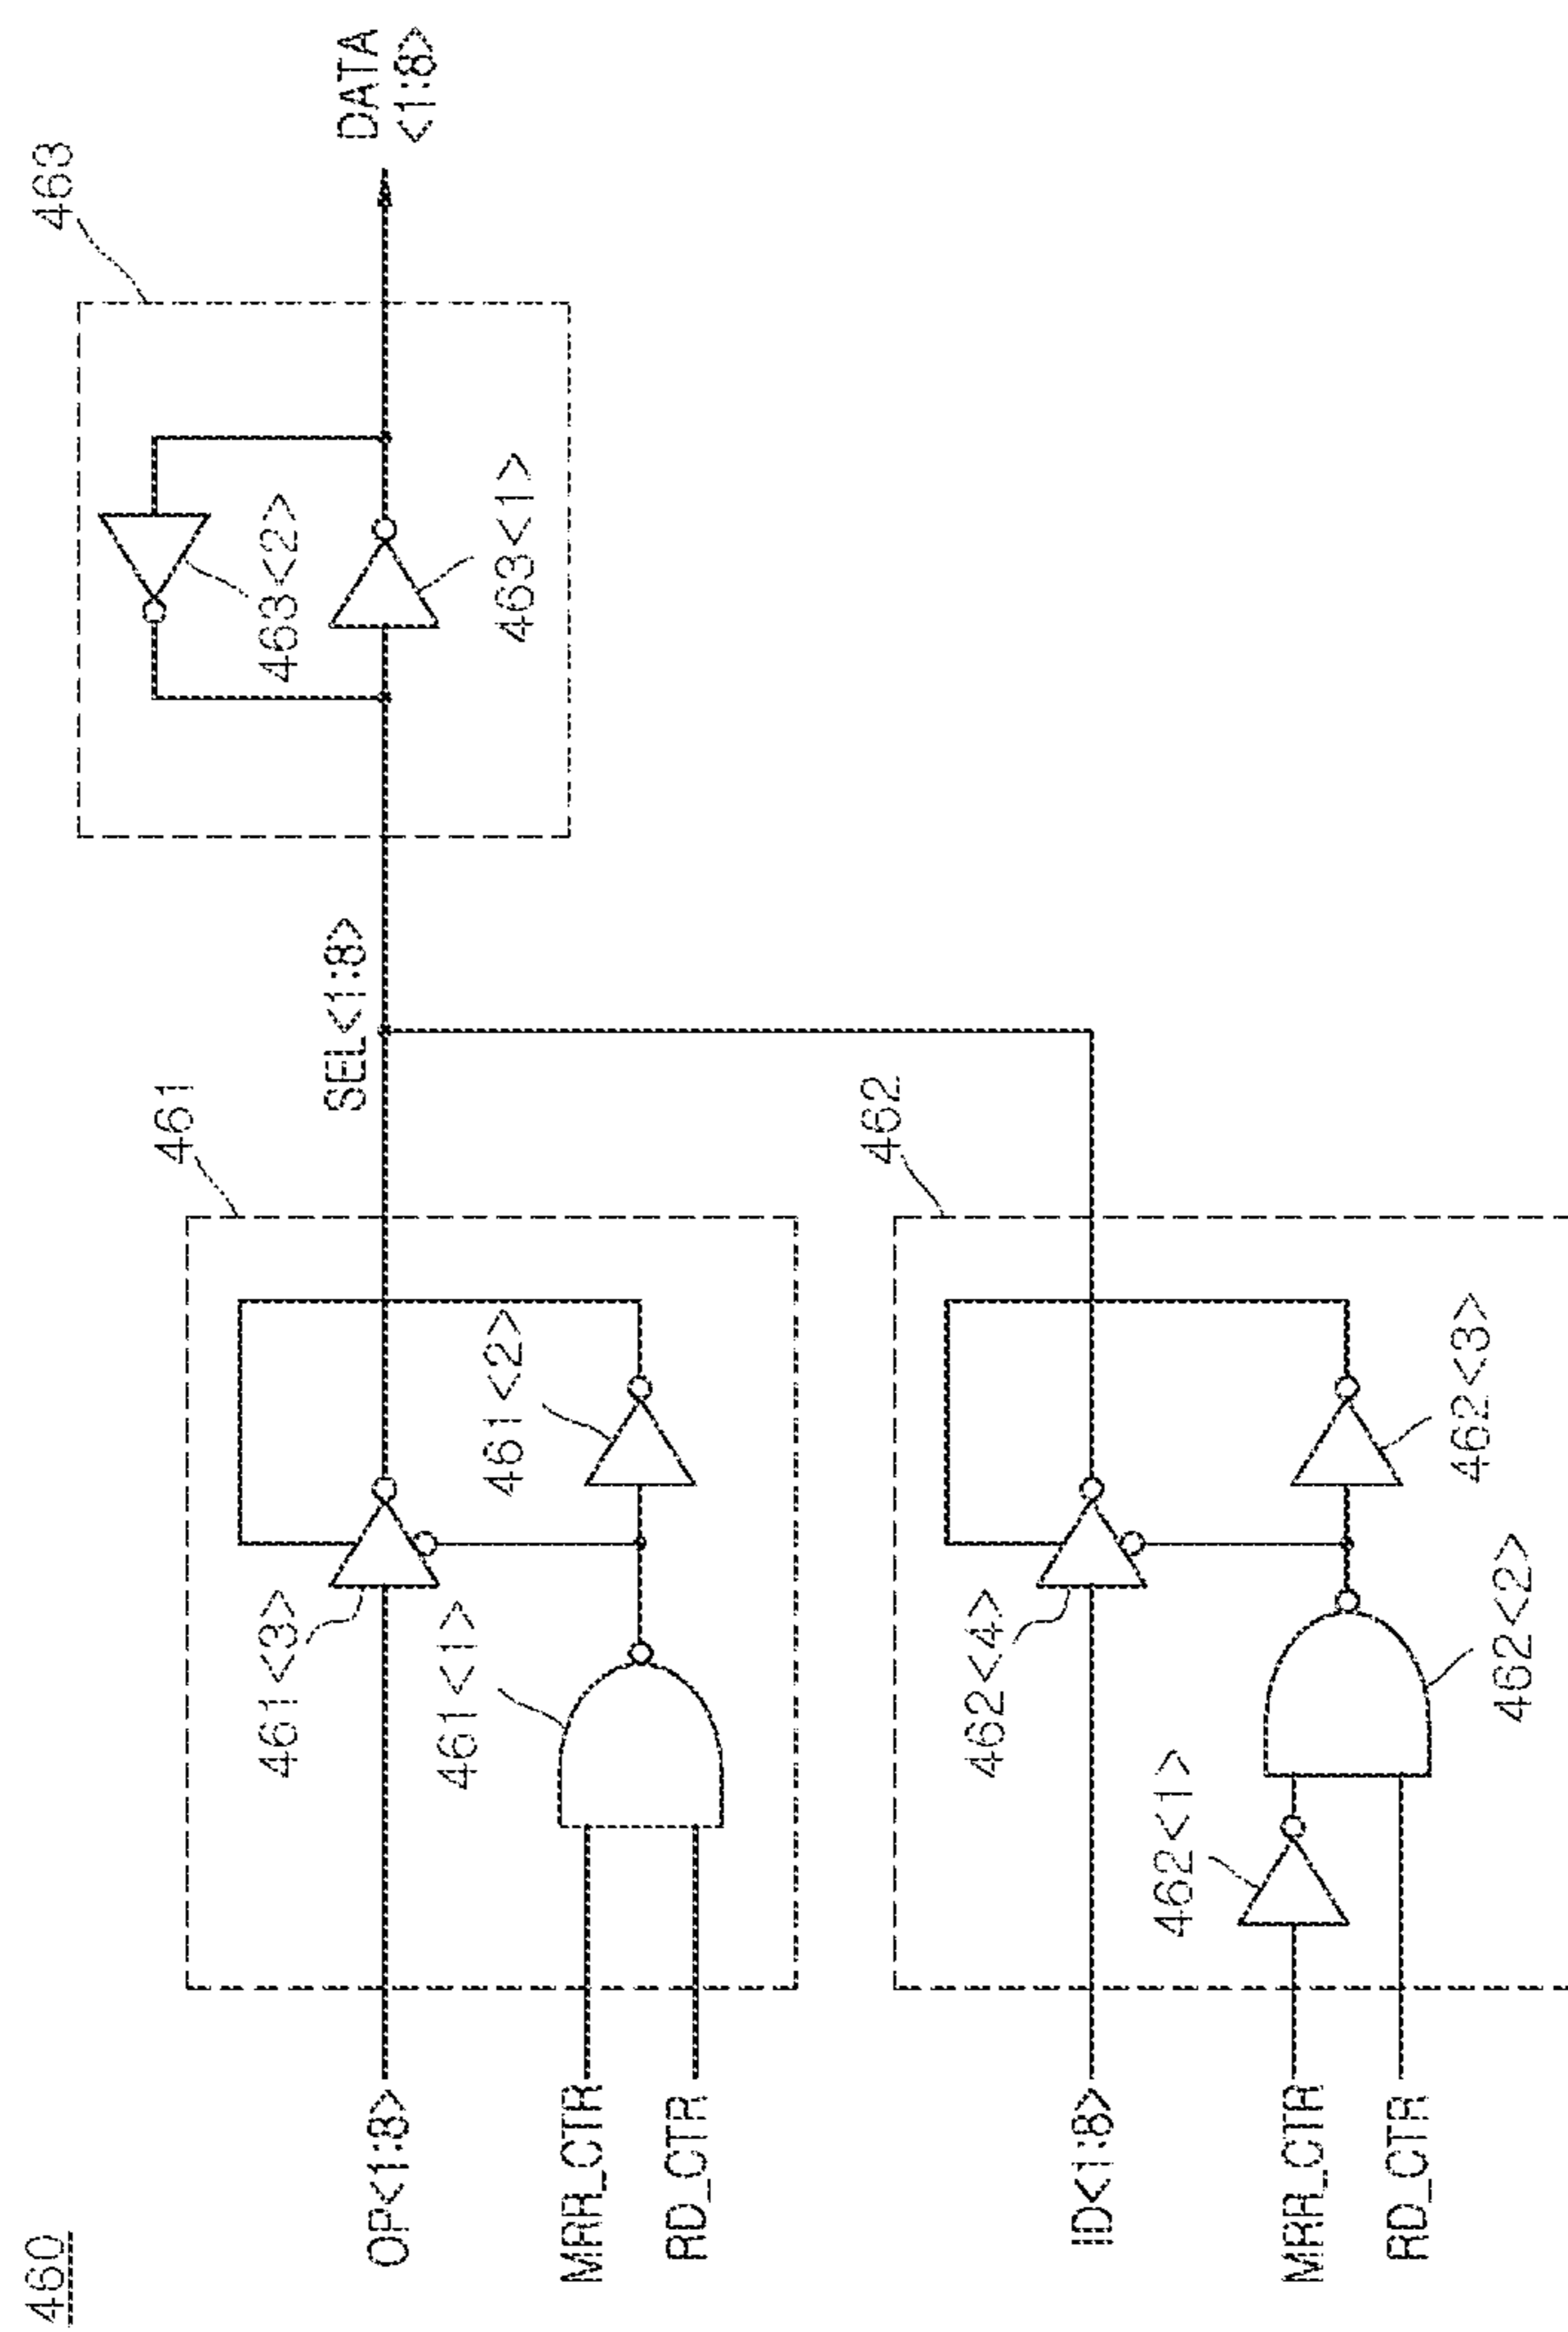 460
461
OP<1:8>
461<3>
461<1>
461<2>
MRR_CTR
RD_CTR
SEL<1:8>
463
463<2>
463<1>
DATA
<1:8>
462
ID<1:8>
462<4>
462<1>
462<2>
462<3>
MRR_CTR
RD_CTR